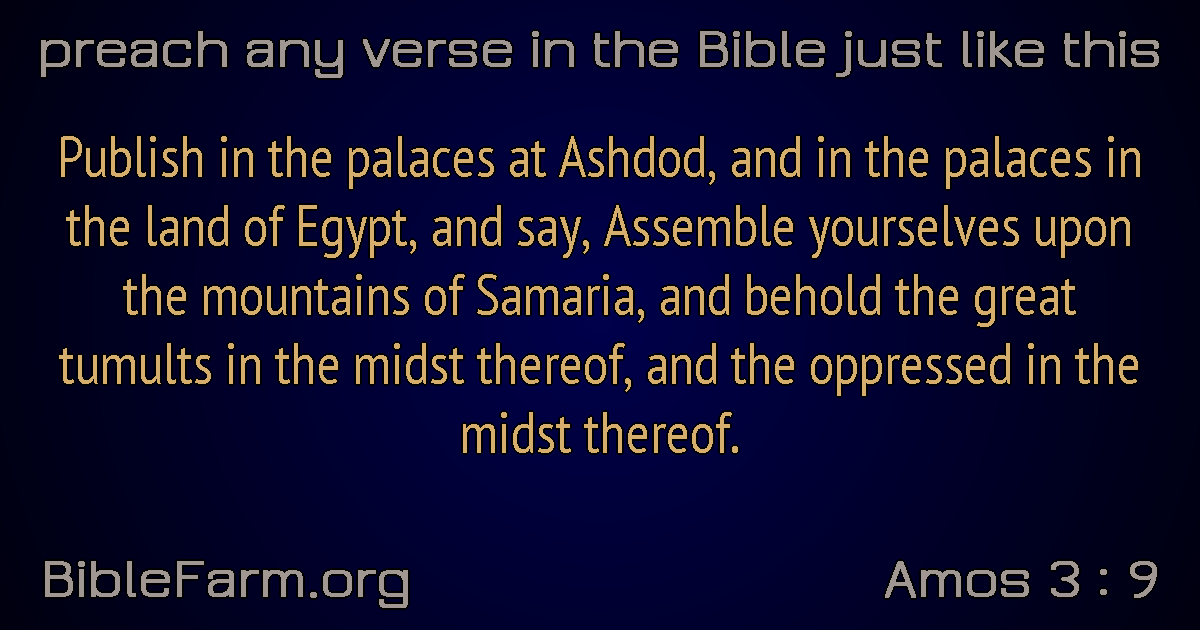 preach any verse in the Bible just like this
Publish in the palaces at Ashdod, and in the palaces in
the land of Egypt, and say, Assemble yourselves upon
the mountains of Samaria, and behold the great
tumults in the midst thereof, and the oppressed in the
midst thereof.
BibleFarm.org
Amos 3 : 9